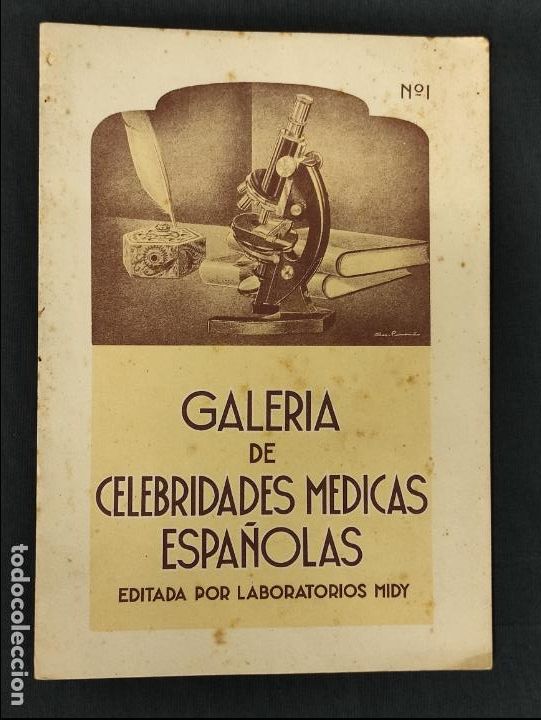 Nº1
GALERIA
DE
CELEBRIDADES MEDICAS
ESPAÑOLAS
EDITADA POR LABORATORIOS MIDY
todocoleccion